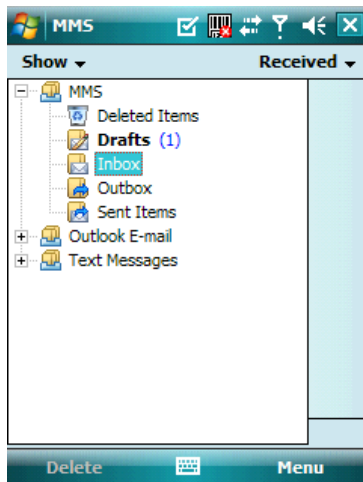 MMS
Show Received
MMS
Deleted Items
Drafts (1)
Inbox
Outbox
Sent Items
Outlook E-mail
Text Messages
Delete Menu